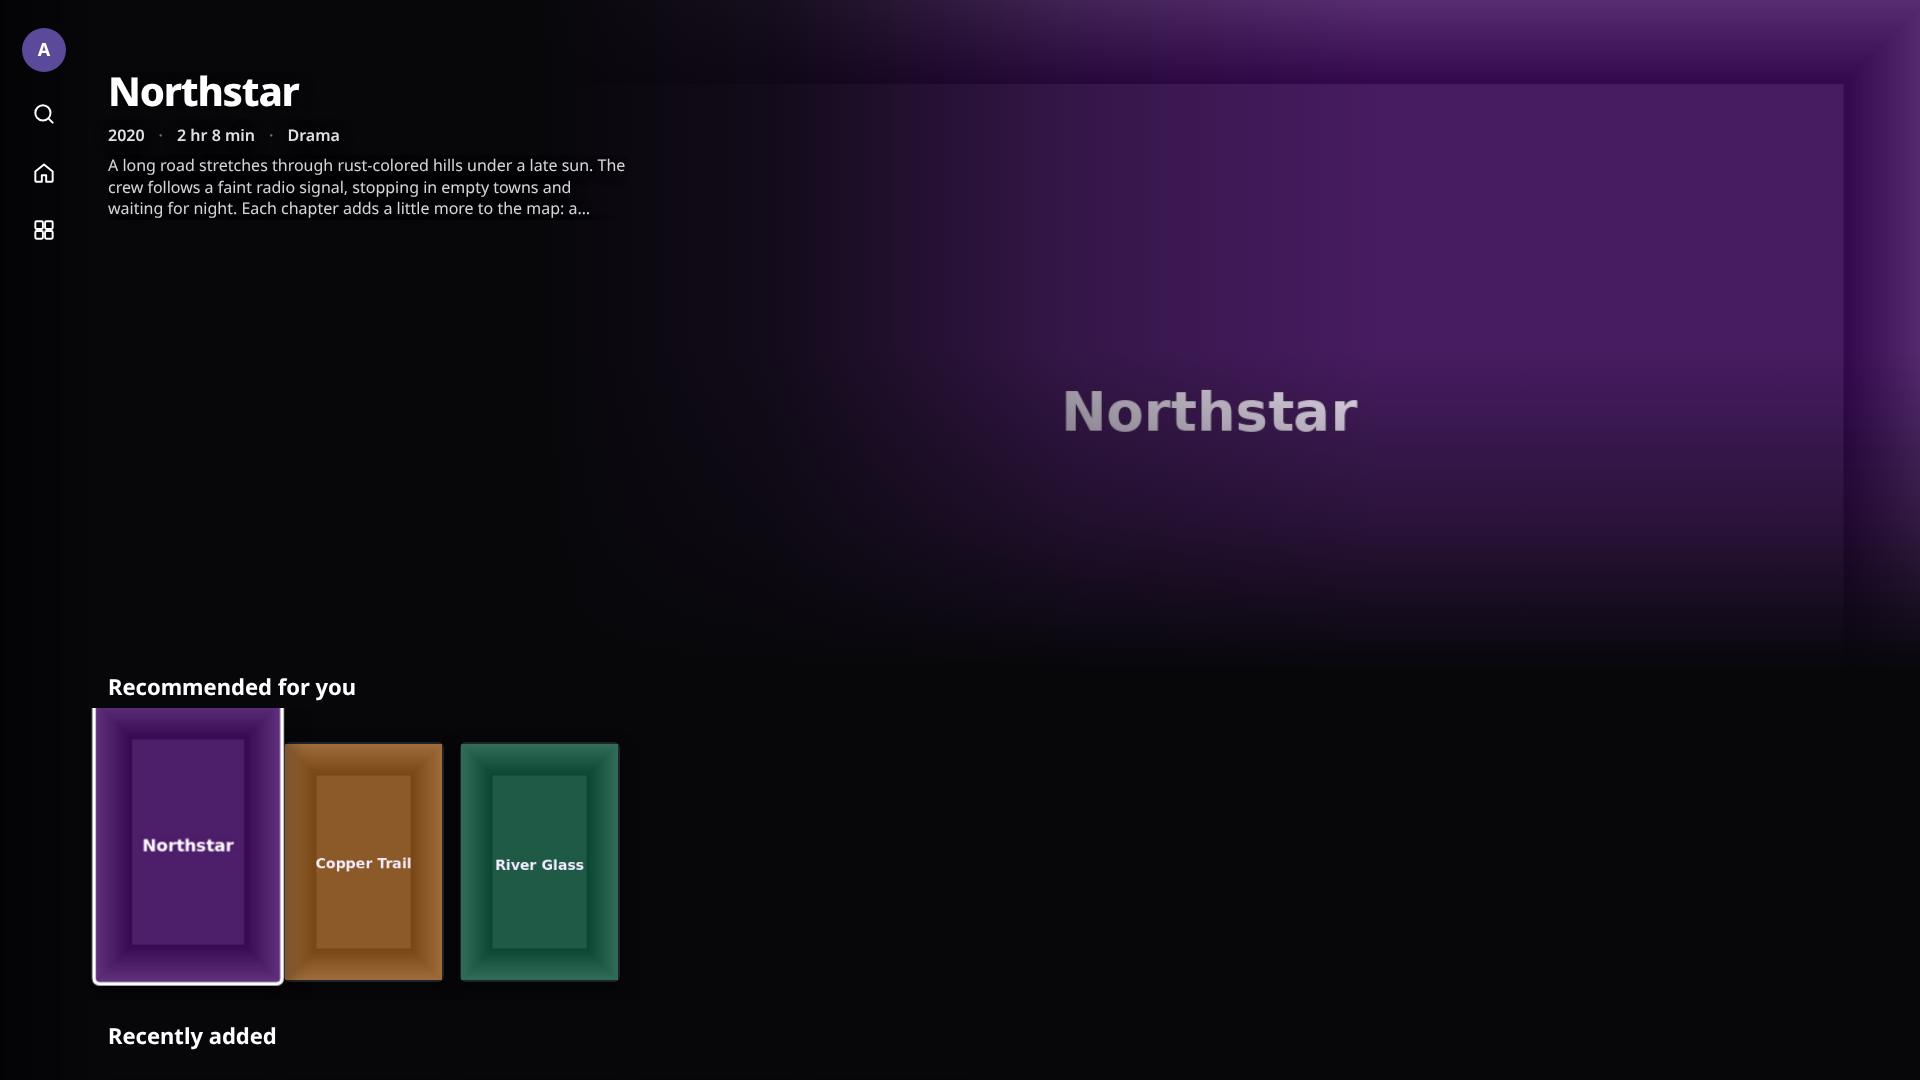 A
Northstar
2020 · 2 hr 8 min · Drama
A long road stretches through rust-colored hills under a late sun. The
crew follows a faint radio signal, stopping in empty towns and
waiting for night. Each chapter adds a little more to the map: a...
Northstar
Recommended for you
Northstar
Copper Trail
River Glass
Recently added